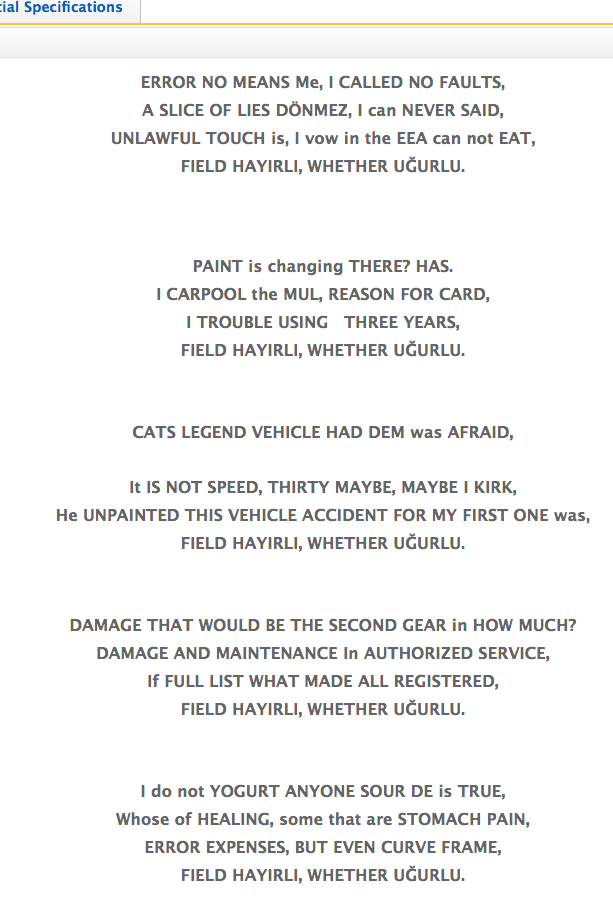 cial Specifications
ERROR NO MEANS Me, I CALLED NO FAULTS,
A SLICE OF LIES DÖNMEZ, I can NEVER SAID,
UNLAWFUL TOUCH is, I vow in the EEA can not EAT,
FIELD HAYIRLI, WHETHER UĞURLU.
PAINT is changing THERE? HAS.
I CARPOOL the MUL, REASON FOR CARD,
I TROUBLE USING THREE YEARS,
FIELD HAYIRLI, WHETHER UĞURLU.
CATS LEGEND VEHICLE HAD DEM was AFRAID,
It IS NOT SPEED, THIRTY MAYBE, MAYBE I KIRK,
He UNPAINTED THIS VEHICLE ACCIDENT FOR MY FIRST ONE was,
FIELD HAYIRLI, WHETHER UĞURLU.
DAMAGE THAT WOULD BE THE SECOND GEAR in HOW MUCH?
DAMAGE AND MAINTENANCE In AUTHORIZED SERVICE,
If FULL LIST WHAT MADE ALL REGISTERED,
FIELD HAYIRLI, WHETHER UĞURLU.
I do not YOGURT ANYONE SOUR DE is TRUE,
Whose of HEALING, some that are STOMACH PAIN,
ERROR EXPENSES, BUT EVEN CURVE FRAME,
FIELD HAYIRLI, WHETHER UĞURLU.